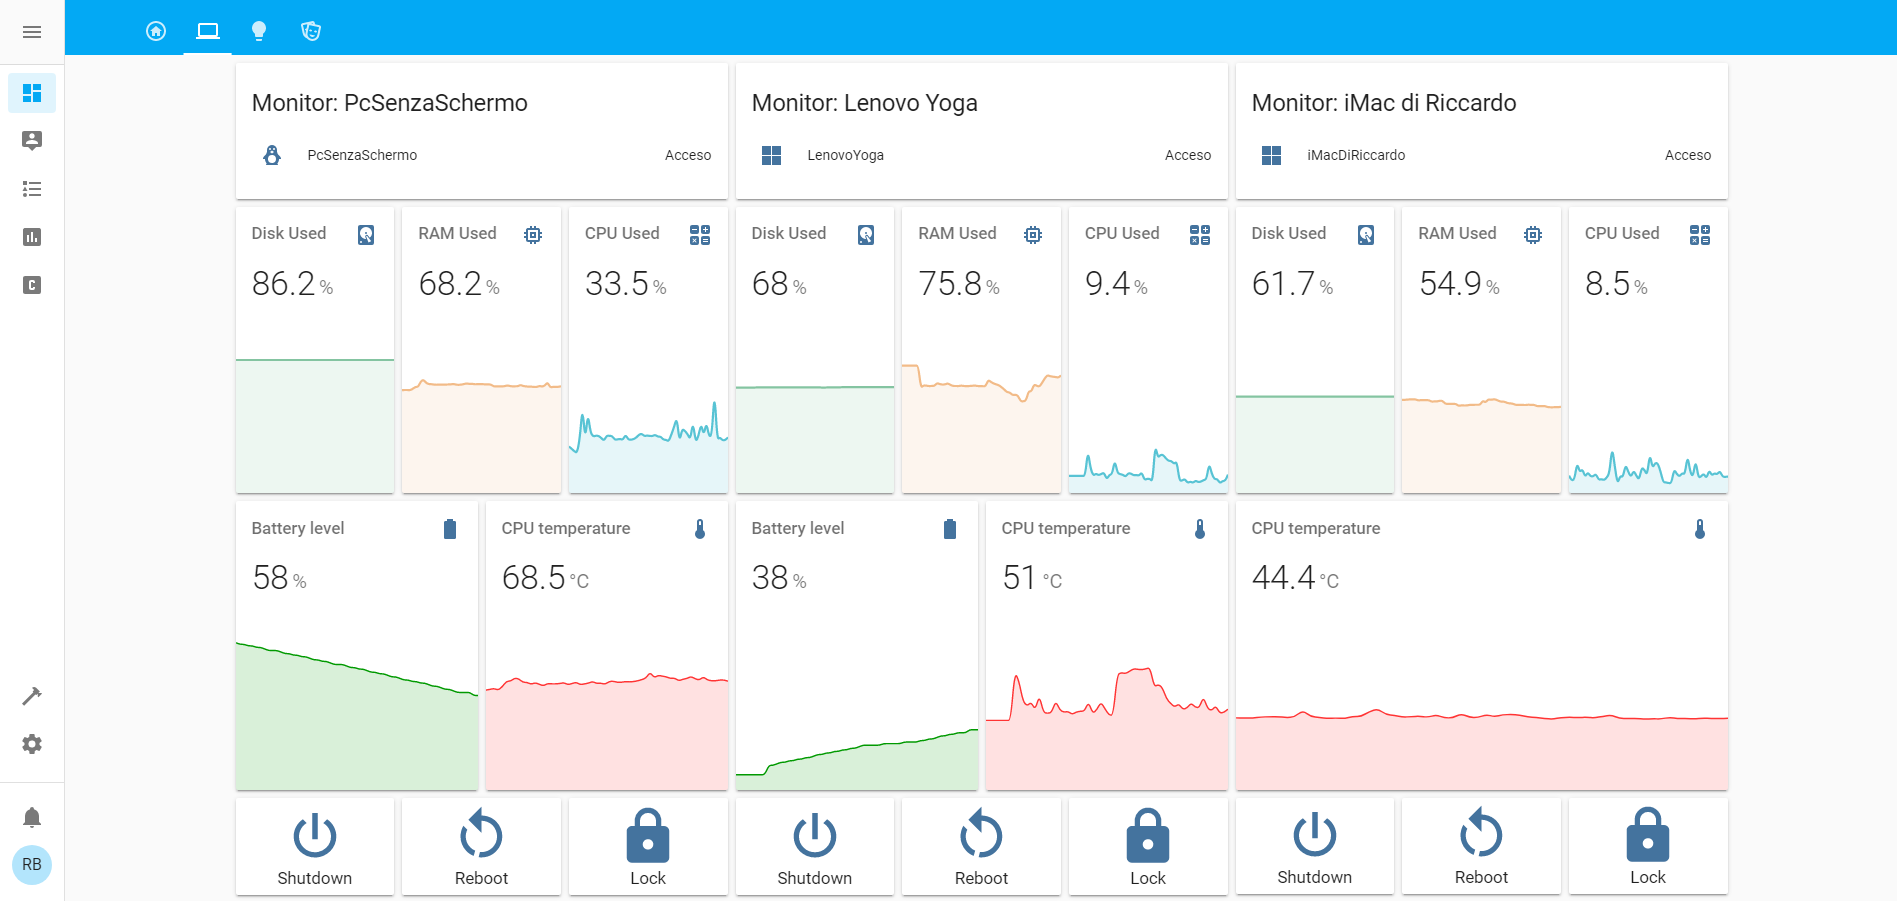 Monitor: PcSenzaSchermo
PcSenzaSchermo Acceso
Monitor: Lenovo Yoga
LenovoYoga Acceso
Monitor: iMac di Riccardo
iMacDiRiccardo Acceso
Disk Used
86.2 %
RAM Used
68.2 %
CPU Used
33.5 %
Disk Used
68 %
RAM Used
75.8 %
CPU Used
9.4 %
Disk Used
61.7 %
RAM Used
54.9 %
CPU Used
8.5 %
Battery level
58 %
CPU temperature
68.5 °C
Battery level
38 %
CPU temperature
51 °C
CPU temperature
44.4 °C
Shutdown
Reboot
Lock
Shutdown
Reboot
Lock
Shutdown
Reboot
Lock
C
RB